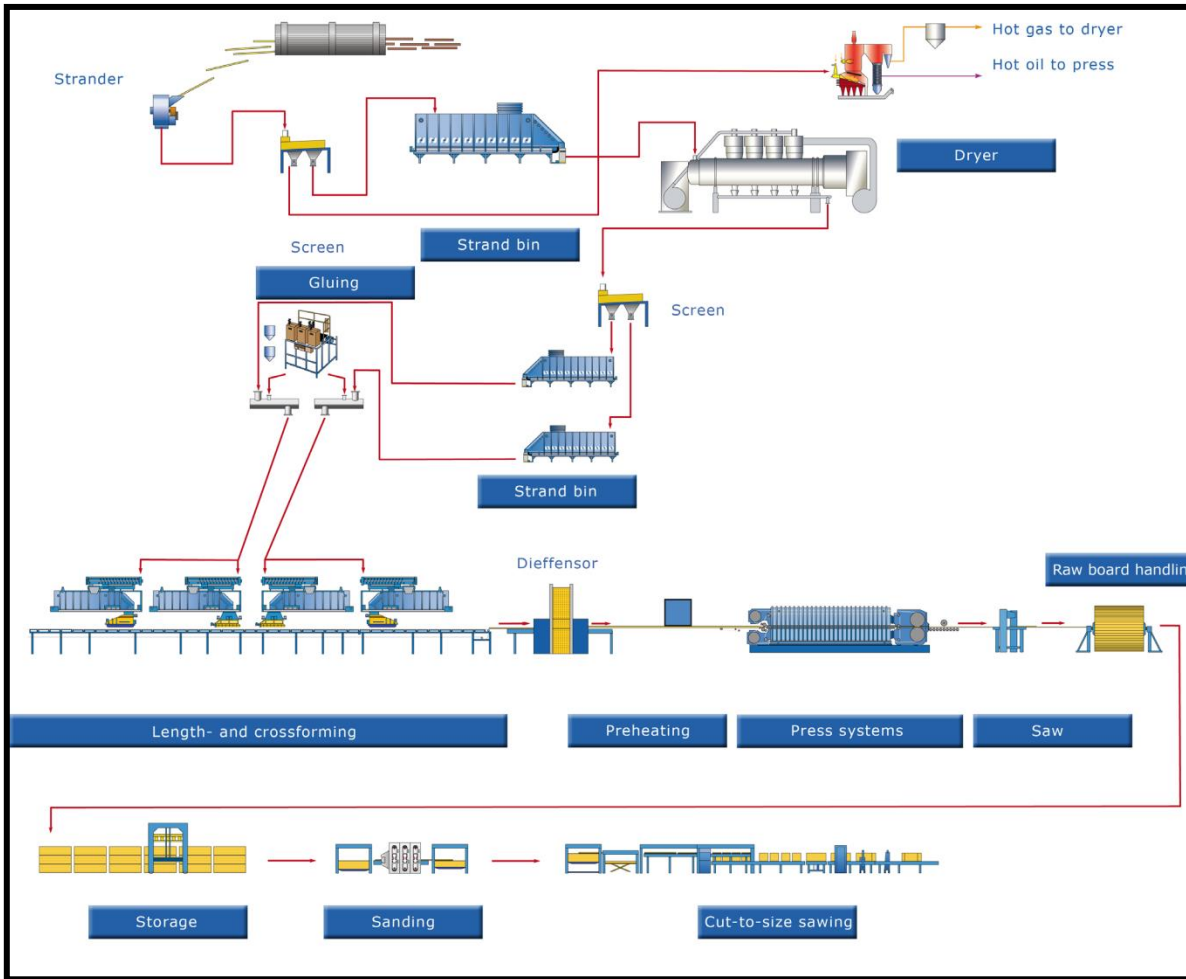 Hot gas to dryer
Hot oil to press
Strander
Dryer
Screen
Strand bin
Gluing
Screen
Strand bin
Dieffensor
Raw board handlin
Length- and crossforming
Preheating
Press systems
Saw
Storage
Sanding
Cut-to-size sawing